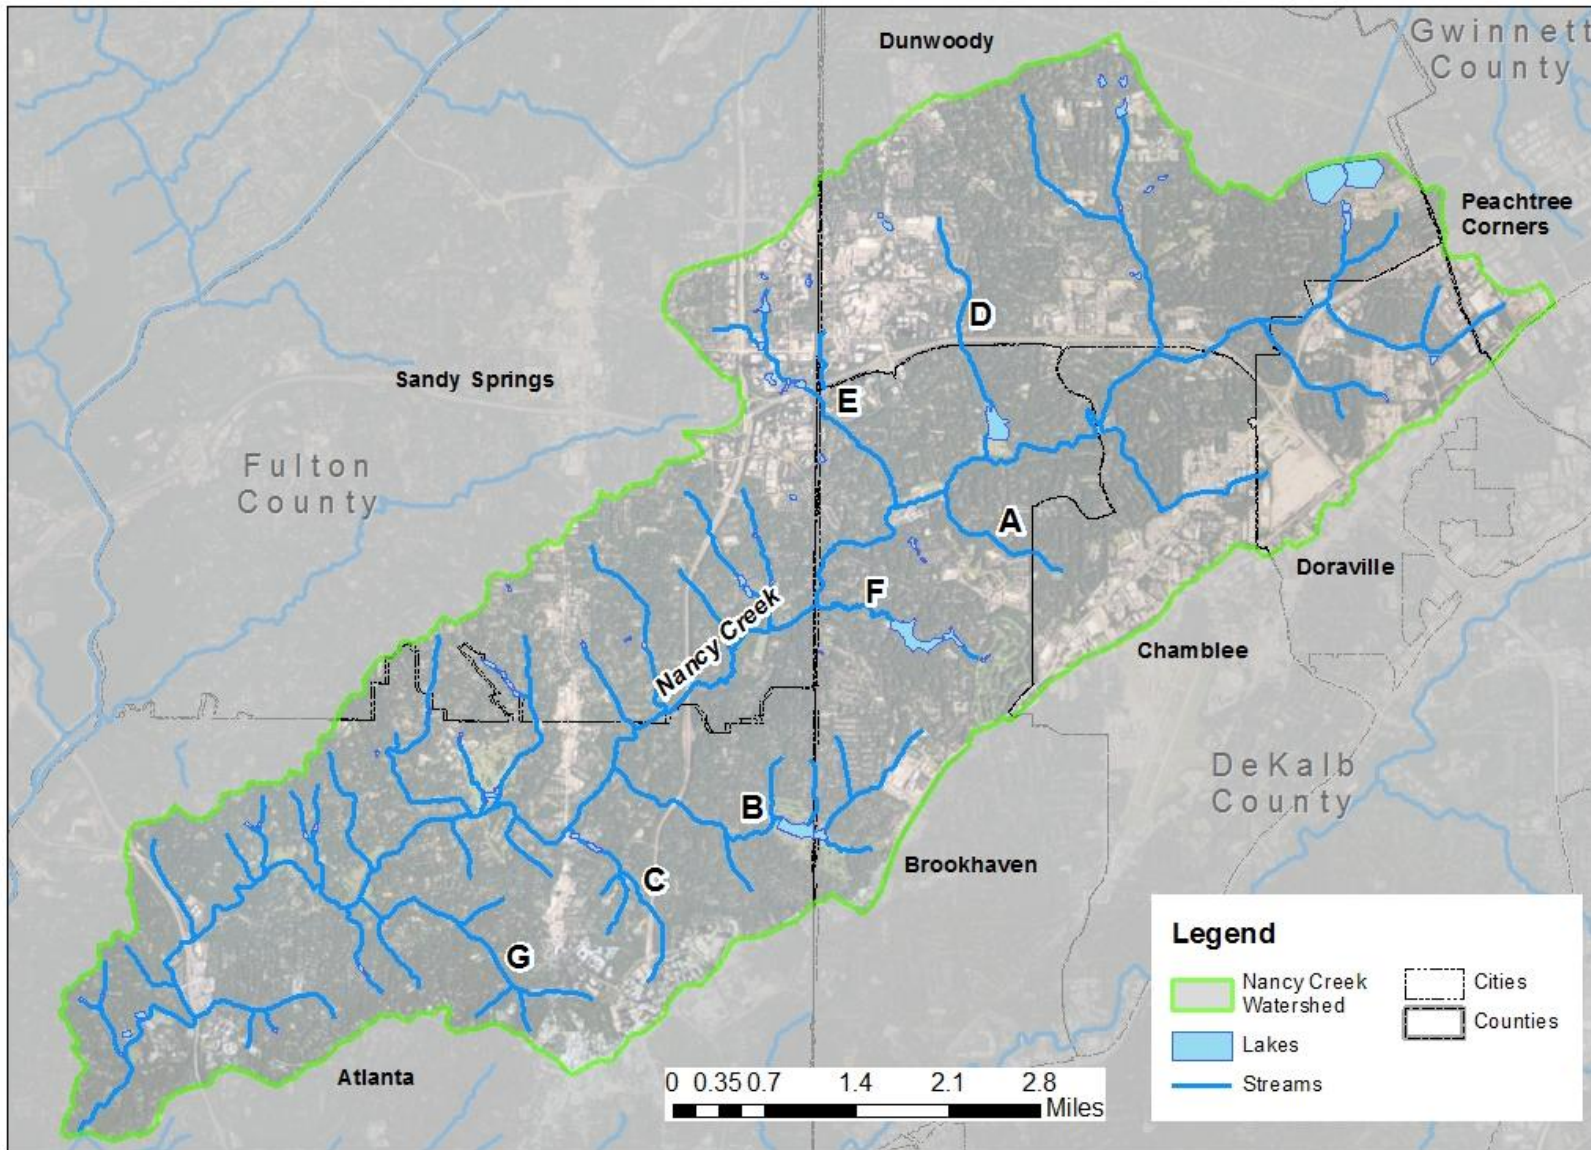 Dunwoody
Gwinnett
County
Peachtree
Corners
D
Sandy Springs
E
Fulton
County
A
Doraville
F
Nancy Creek
Chamble​e
DeKalb
County
B
Brookhaven
C
G
Atlanta
Legend
Nancy Creek
Watershed
Lakes
Streams
Cities
Counties
0 0.35 0.7 1.4 2.1 2.8
Miles